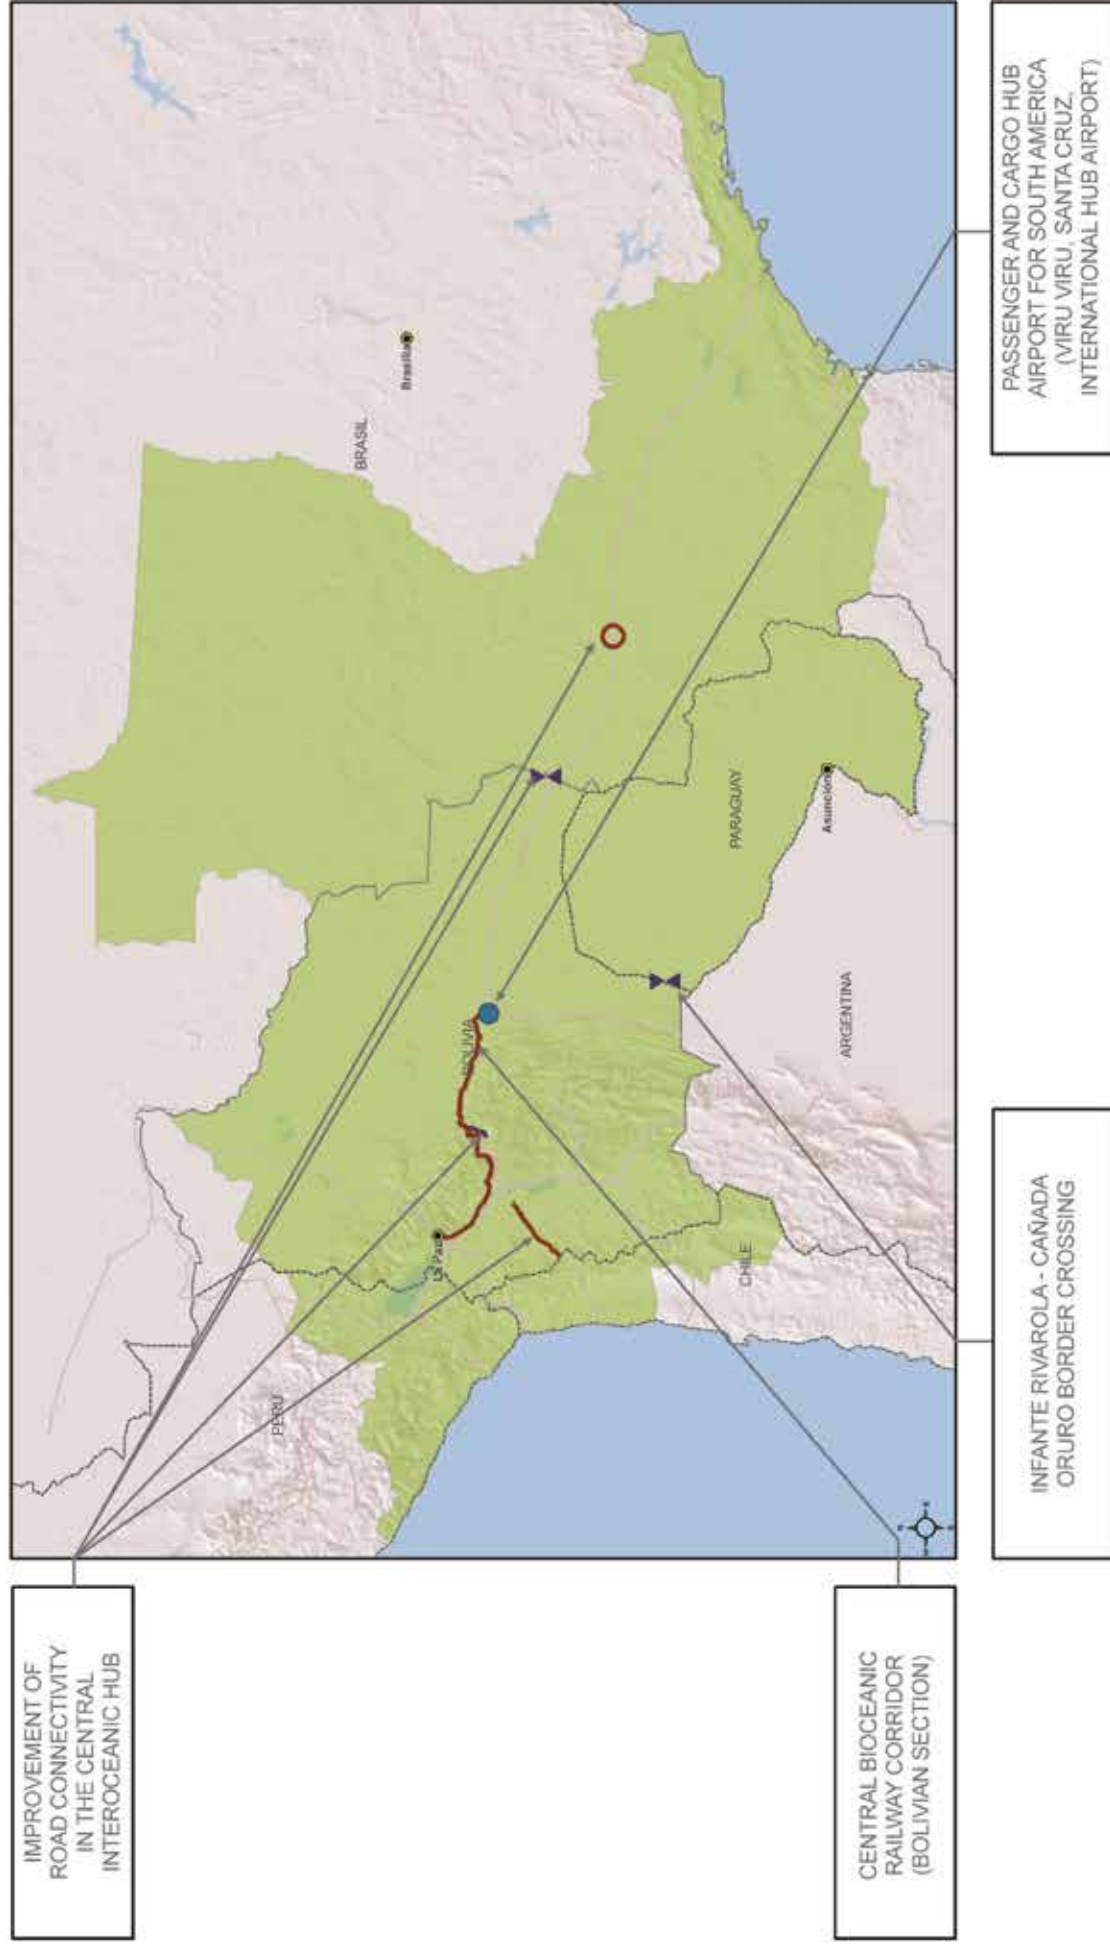 IMPROVEMENT OF
ROAD CONNECTIVITY
IN THE CENTRAL
INTEROCEANIC HUB
CENTRAL BIOCEANIC
RAILWAY CORRIDOR
(BOLIVIAN SECTION)
PERU
La Paz
BOLIVIA
CHILE
ARGENTINA
PARAGUAY
Asunción
BRASIL
Brasilia
INFANTE RIVAROLA - CAÑADA
ORURO BORDER CROSSING
PASSENGER AND CARGO HUB
AIRPORT FOR SOUTH AMERICA
(VIRU VIRU, SANTA CRUZ,
INTERNATIONAL HUB AIRPORT)